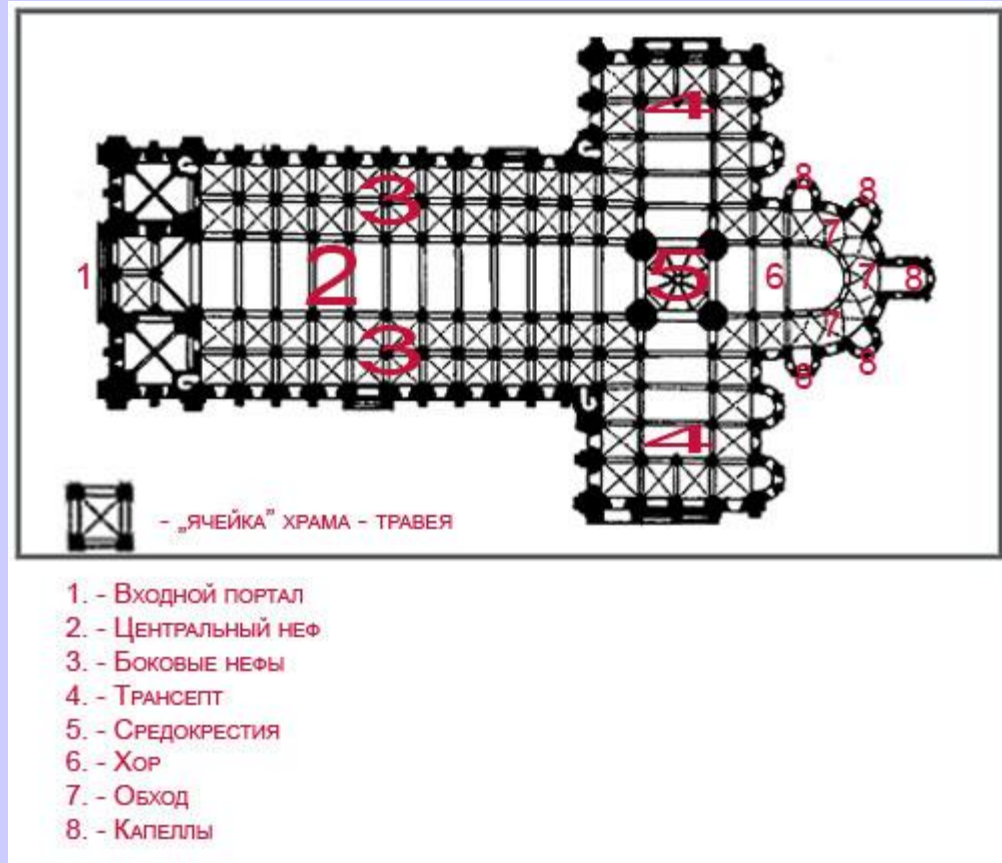 4
8
8
3
7
1
2
5
6
7
8
3
7
8
8
4
- „ЯЧЕЙКА” ХРАМА - ТРАВЕЯ
1. - ВХОДНОЙ ПОРТАЛ
2. - ЦЕНТРАЛЬНЫЙ НЕФ
3. - БОКОВЫЕ НЕФЫ
4. - ТРАНСЕПТ
5. - СРЕДОКРЕСТИЯ
6. - ХОР
7. - ОБХОД
8. - КАПЕЛЛЫ